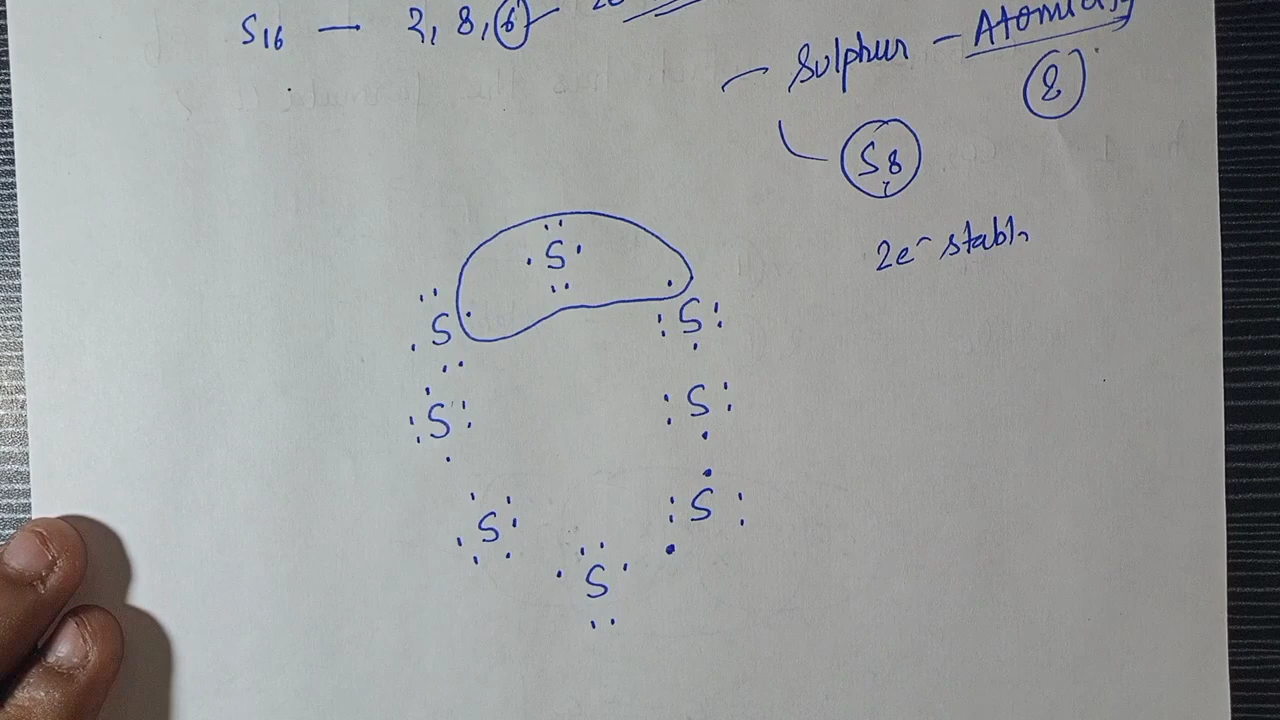 S16 — 2, 8, 6
Sulphur – Atomicity
8
S8
2e⁻ stabl
S
S
S
S
S
S
S
S